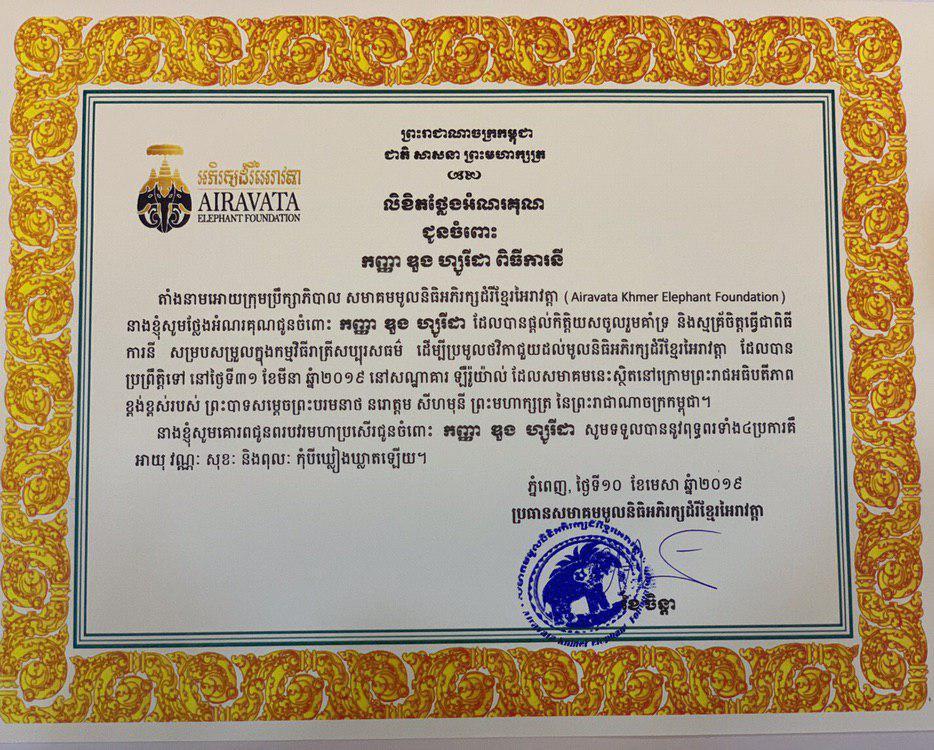 ព្រះរាជាណាចក្រកម្ពុជា
ជាតិ សាសនា ព្រះមហាក្សត្រ
អភិរក្សដំរីអៃរាវតា
AIRAVATA
ELEPHANT FOUNDATION
លិខិតថ្លែងអំណរគុណ
ជូនចំពោះ
កញ្ញា ឌួង ហ្សូរីដា ពិធីការនី
តាំងនាមអោយក្រុមប្រឹក្សាភិបាល សមាគមមូលនិធិអភិរក្សដំរីខ្មែរអៃរាវត្តា ( Airavata Khmer Elephant Foundation )
នាងខ្ញុំសូមថ្លែងអំណរគុណជូនចំពោះ កញ្ញា ឌួង ហ្សូរីដា ដែលបានផ្តល់កិត្តិយសចូលរួមគាំទ្រ និងស្មគ្រ័ចិត្តធ្វើជាពិធី
ការនី សម្របសម្រួលក្នុងកម្មវិធីរាត្រីសប្បុរសធម៌ ដើម្បីប្រមូលថវិកាជួយដល់មូលនិធិអភិរក្សដំរីខ្មែរអៃរាវត្តា ដែលបាន
ប្រព្រឹត្តិទៅ នៅថ្ងៃទី៣១ ខែមីនា ឆ្នាំ២០១៩ នៅសណ្ឋាគារ ឡឺរ៉ូយ៉ាល់ ដែលសមាគមនេះស្ថិតនៅក្រោមព្រះរាជអធិបតីភាព
ខ្ពង់ខ្ពស់របស់ ព្រះបាទសម្តេចព្រះបរមនាថ នរោត្តម សីហមុនី ព្រះមហាក្សត្រ នៃព្រះរាជាណាចក្រកម្ពុជា។
នាងខ្ញុំសូមគោរពជូនពរបវរមហាប្រសើរជូនចំពោះ កញ្ញា ឌួង ហ្សូរីដា សូមទទួលបាននូវពុទ្ធពរទាំង៤ប្រការគឺ
អាយុ វណ្ណៈ សុខៈ និងពុលៈ កុំបីឃ្លៀងឃ្លាតឡើយ។
ភ្នំពេញ, ថ្ងៃទី១០ ខែមេសា ឆ្នាំ២០១៩
ប្រធានសមាគមមូលនិធិអភិរក្សដំរីខ្មែរអៃរាវត្តា
ខែ ចិន្តា